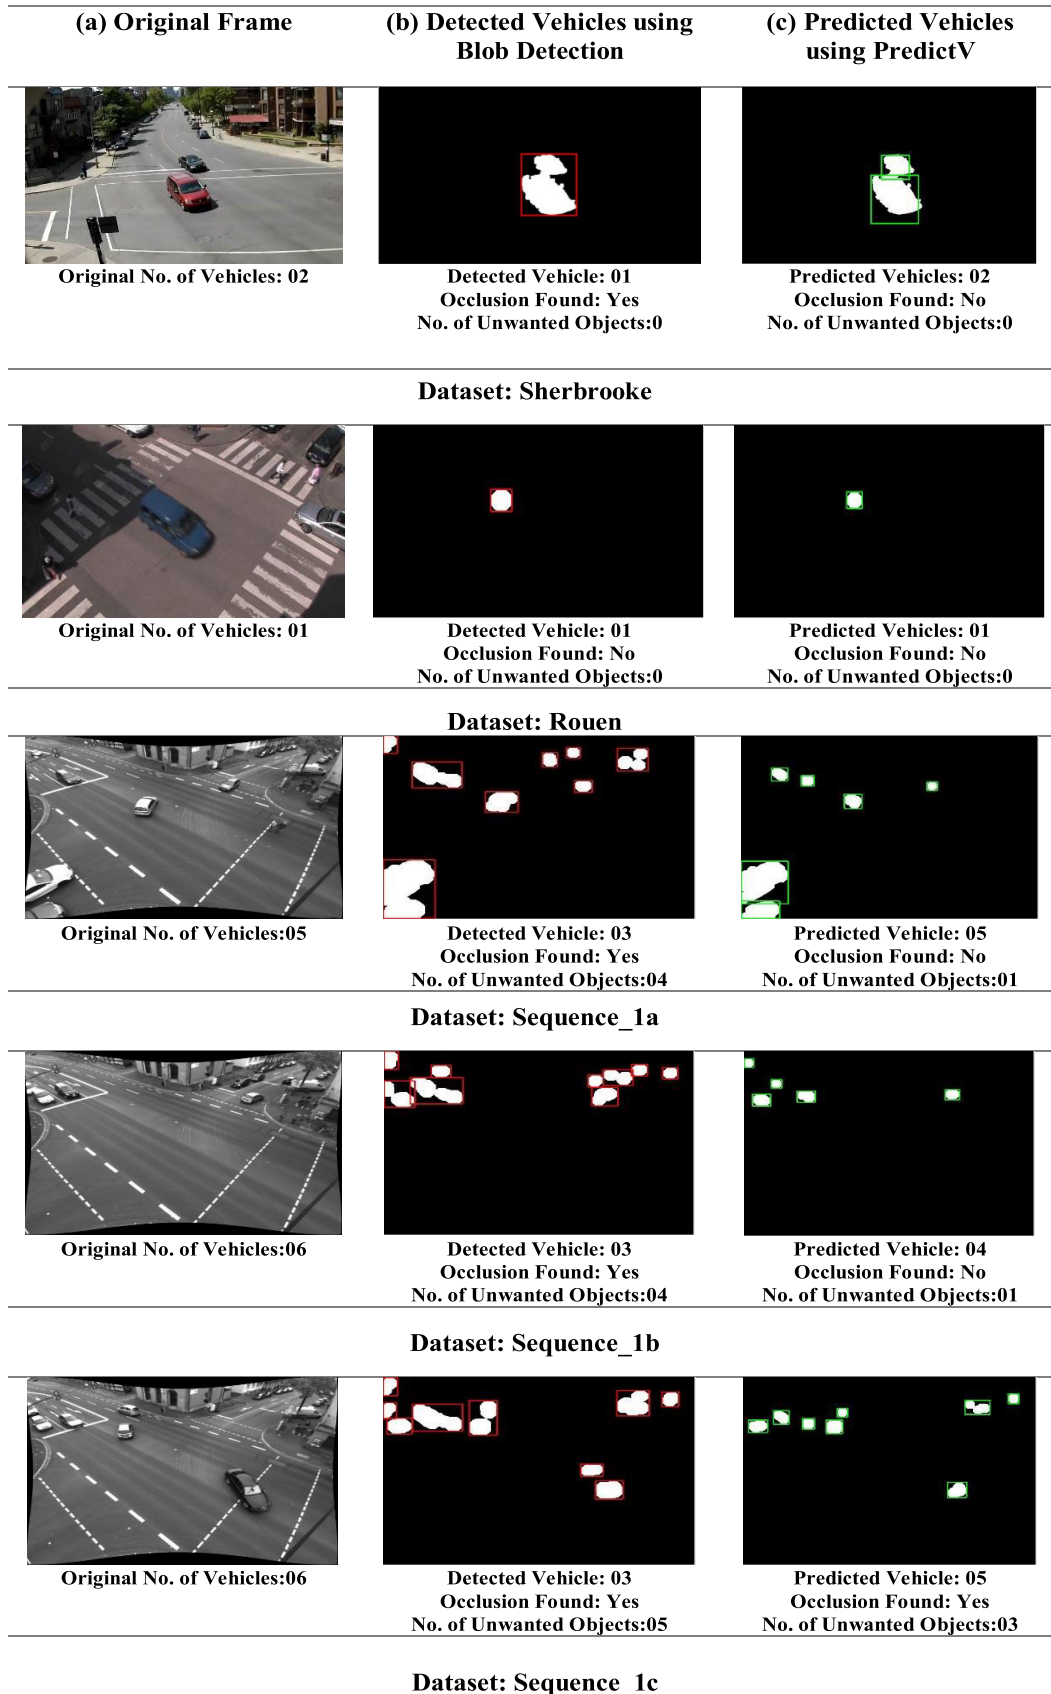 (a) Original Frame
(b) Detected Vehicles using
Blob Detection
(c) Predicted Vehicles
using PredictV
Original No. of Vehicles: 02
Detected Vehicle: 01
Occlusion Found: Yes
No. of Unwanted Objects:0
Predicted Vehicles: 02
Occlusion Found: No
No. of Unwanted Objects:0
Dataset: Sherbrooke
Original No. of Vehicles: 01
Detected Vehicle: 01
Occlusion Found: No
No. of Unwanted Objects:0
Predicted Vehicles: 01
Occlusion Found: No
No. of Unwanted Objects:0
Dataset: Rouen
Original No. of Vehicles:05
Detected Vehicle: 03
Occlusion Found: Yes
No. of Unwanted Objects:04
Predicted Vehicle: 05
Occlusion Found: No
No. of Unwanted Objects:01
Dataset: Sequence_1a
Original No. of Vehicles:06
Detected Vehicle: 03
Occlusion Found: Yes
No. of Unwanted Objects:04
Predicted Vehicle: 04
Occlusion Found: No
No. of Unwanted Objects:01
Dataset: Sequence_1b
Original No. of Vehicles:06
Detected Vehicle: 03
Occlusion Found: Yes
No. of Unwanted Objects:05
Predicted Vehicle: 05
Occlusion Found: Yes
No. of Unwanted Objects:03
Dataset: Sequence_1c